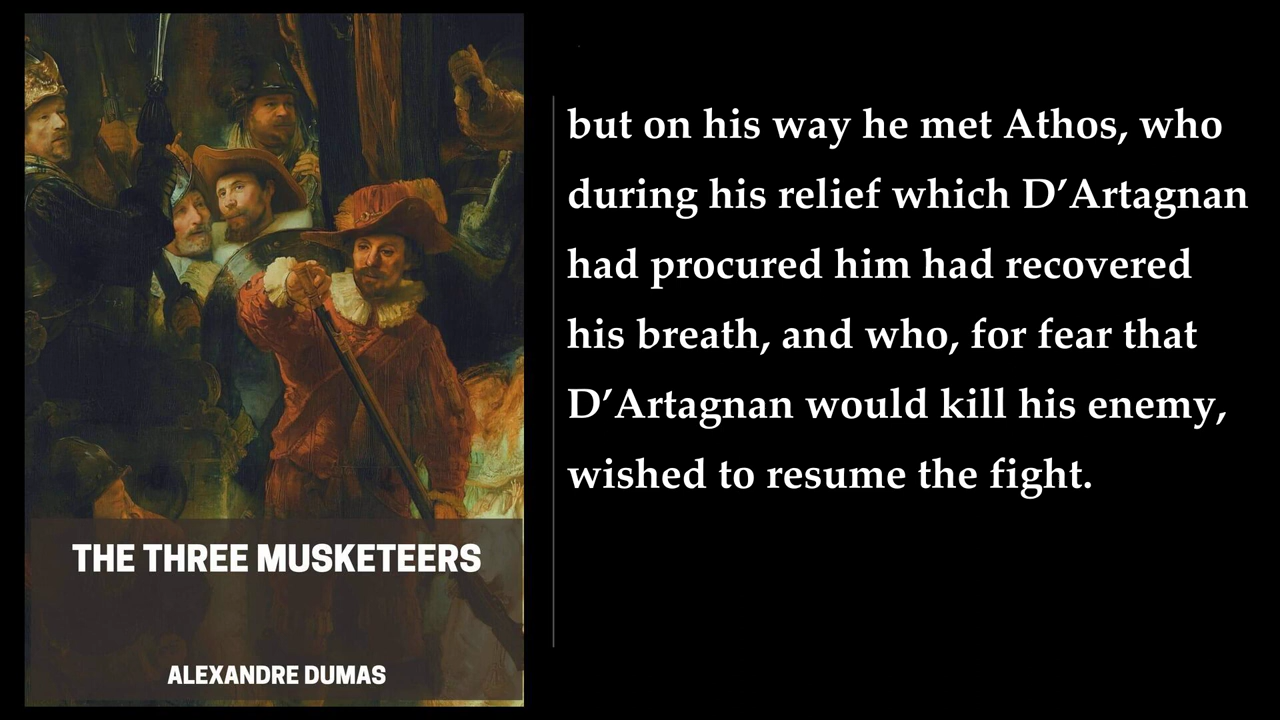 THE THREE MUSKETEERS
ALEXANDRE DUMAS
but on his way he met Athos, who
during his relief which D’Artagnan
had procured him had recovered
his breath, and who, for fear that
D’Artagnan would kill his enemy,
wished to resume the fight.